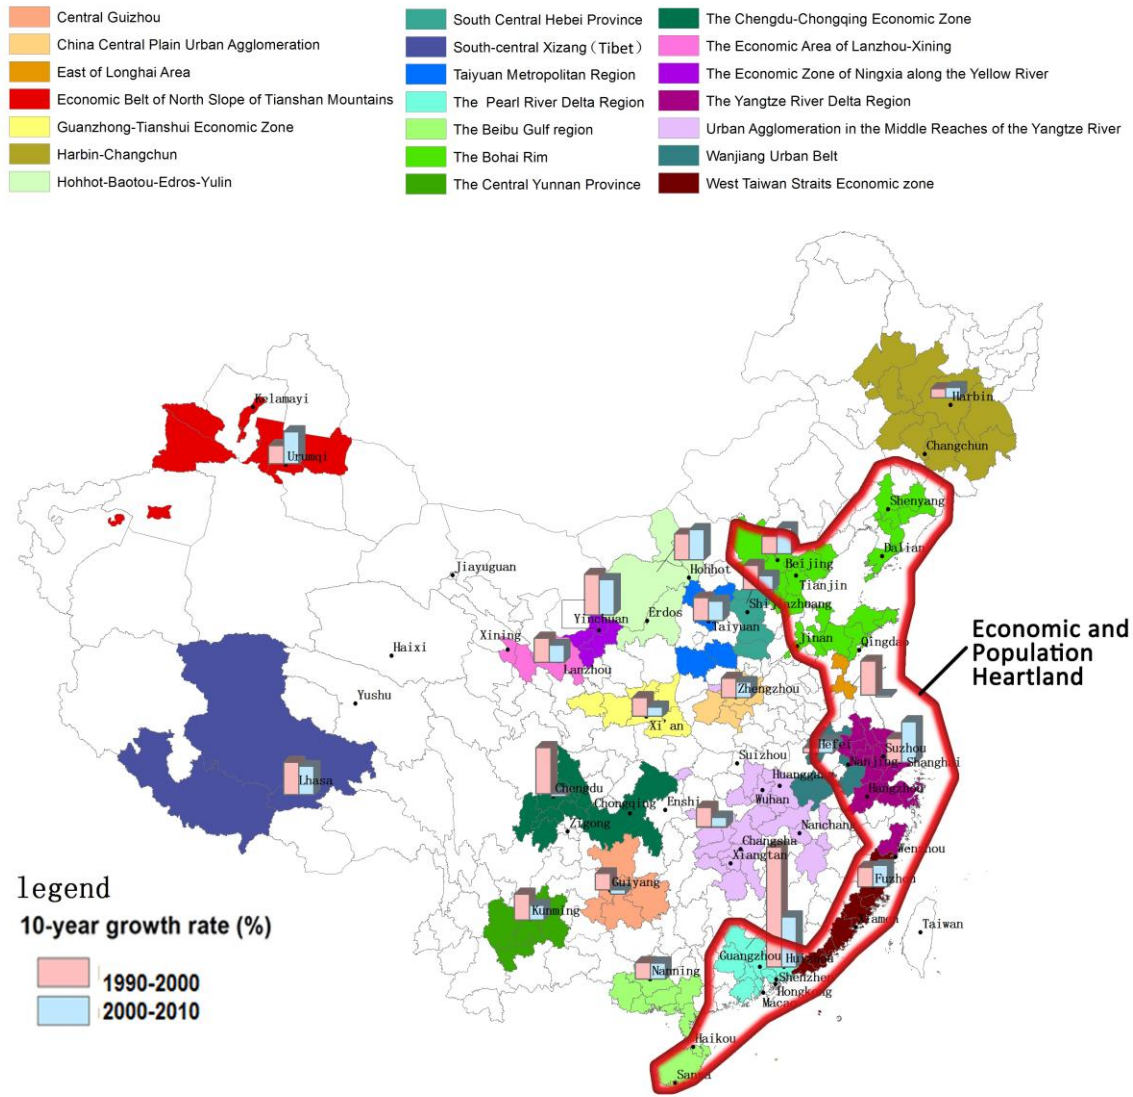 Central Guizhou
China Central Plain Urban Agglomeration
East of Longhai Area
Economic Belt of North Slope of Tianshan Mountains
Guanzhong-Tianshui Economic Zone
Harbin-Changchun
Hohhot-Baotou-Edros-Yulin
South Central Hebei Province
South-central Xizang（Tibet）
Taiyuan Metropolitan Region
The Pearl River Delta Region
The Beibu Gulf region
The Bohai Rim
The Central Yunnan Province
The Chengdu-Chongqing Economic Zone
The Economic Area of Lanzhou-Xining
The Economic Zone of Ningxia along the Yellow River
The Yangtze River Delta Region
Urban Agglomeration in the Middle Reaches of the Yangtze River
Wanjiang Urban Belt
West Taiwan Straits Economic zone
Kelamayi
Harbin
Changchun
Urumqi
Shenyang
Dalian
Jiayuguan
Hohhot
Beijing
Tianjin
Yinchuan
Erdos
Shijiazhuang
Taiyuan
Xining
Jinan
Qingdao
Economic and
Population
Heartland
Haixi
Lanzhou
Yushu
Zhengzhou
Xi'an
Hefei
Suzhou
Suizhou
Nanjing
Shanghai
Lhasa
Huanggang
Chengdu
Wuhan
Hangzhou
Chongqing
Enshi
Zigong
Nanchang
Changsha
Wenzhou
Xiangtan
Fuzhou
Guiyang
Kunming
Xiamen
Taiwan
Guangzhou
Huizhou
Nanning
Shenzhen
Hongkong
Macao
Haikou
Sanya
legend
10-year growth rate (%)
1990-2000
2000-2010